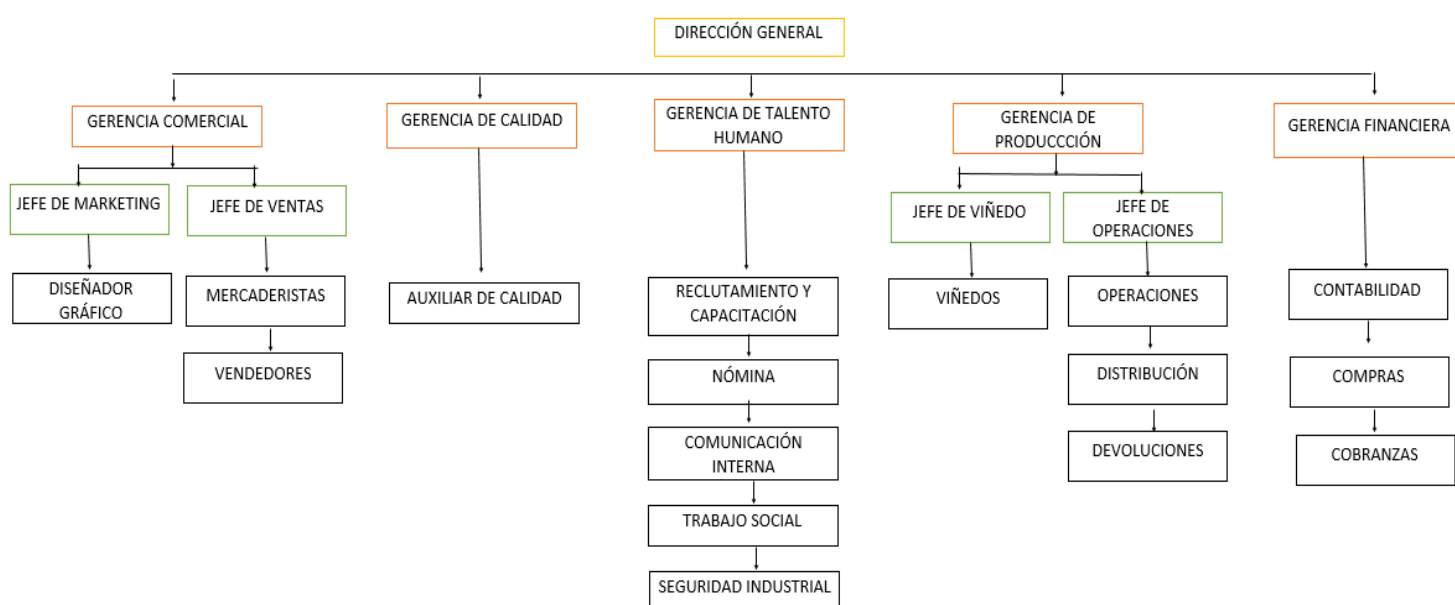 DIRECCIÓN GENERAL
GERENCIA COMERCIAL
GERENCIA DE CALIDAD
GERENCIA DE TALENTO
HUMANO
GERENCIA DE
PRODUCCCIÓN
GERENCIA FINANCIERA
JEFE DE MARKETING
JEFE DE VENTAS
JEFE DE VIÑEDO
JEFE DE
OPERACIONES
DISEÑADOR
GRÁFICO
MERCADERISTAS
AUXILIAR DE CALIDAD
RECLUTAMIENTO Y
CAPACITACIÓN
VIÑEDOS
OPERACIONES
CONTABILIDAD
VENDEDORES
NÓMINA
DISTRIBUCIÓN
COMPRAS
COMUNICACIÓN
INTERNA
DEVOLUCIONES
COBRANZAS
TRABAJO SOCIAL
SEGURIDAD INDUSTRIAL